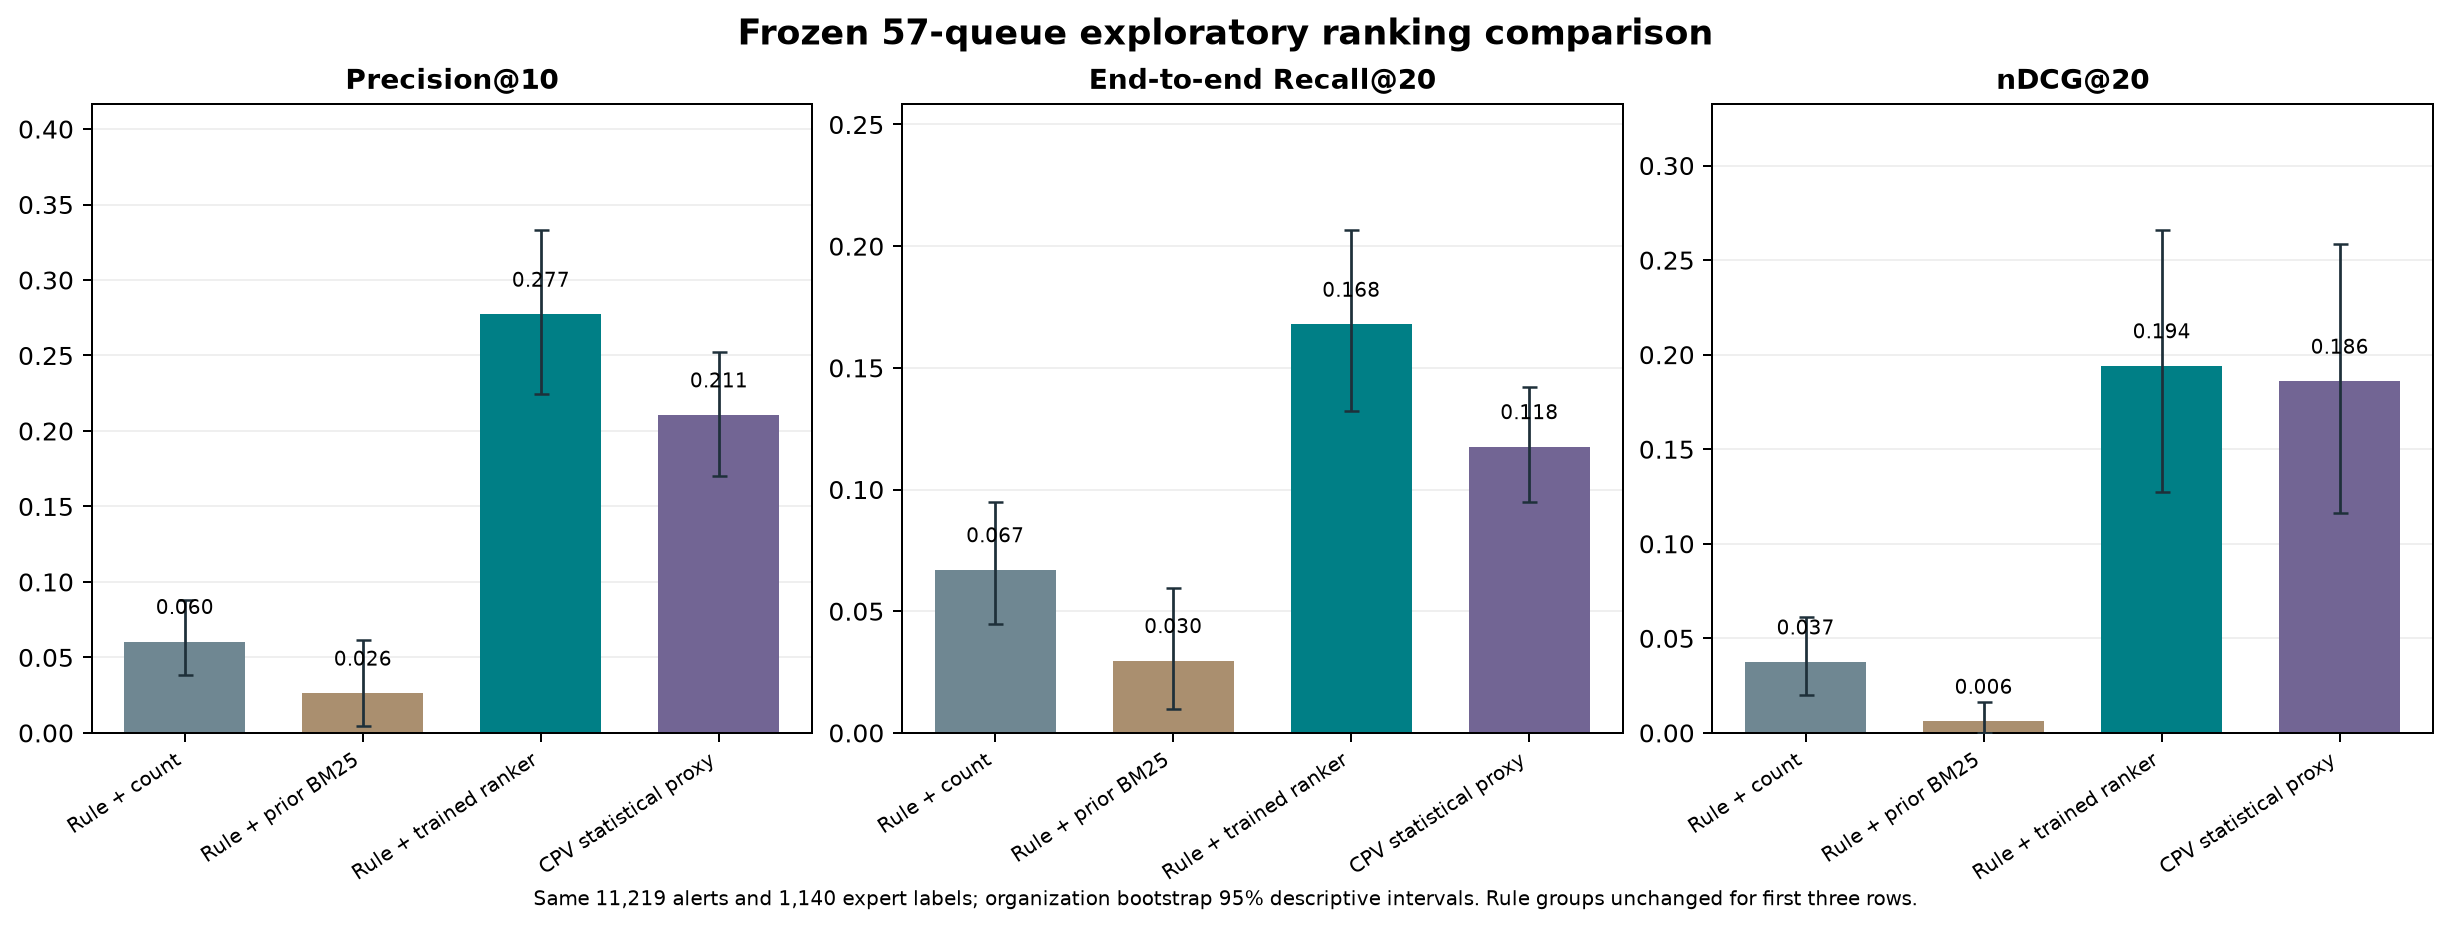 Frozen 57-queue exploratory ranking comparison
Precision@10
0.40
0.35
0.30
0.25
0.20
0.15
0.10
0.05
0.00
0.060
0.026
0.277
0.211
Rule + count
Rule + prior BM25
Rule + trained ranker
CPV statistical proxy
End-to-end Recall@20
0.25
0.20
0.15
0.10
0.05
0.00
0.067
0.030
0.168
0.118
Rule + count
Rule + prior BM25
Rule + trained ranker
CPV statistical proxy
nDCG@20
0.30
0.25
0.20
0.15
0.10
0.05
0.00
0.037
0.006
0.194
0.186
Rule + count
Rule + prior BM25
Rule + trained ranker
CPV statistical proxy
Same 11,219 alerts and 1,140 expert labels; organization bootstrap 95% descriptive intervals. Rule groups unchanged for first three rows.